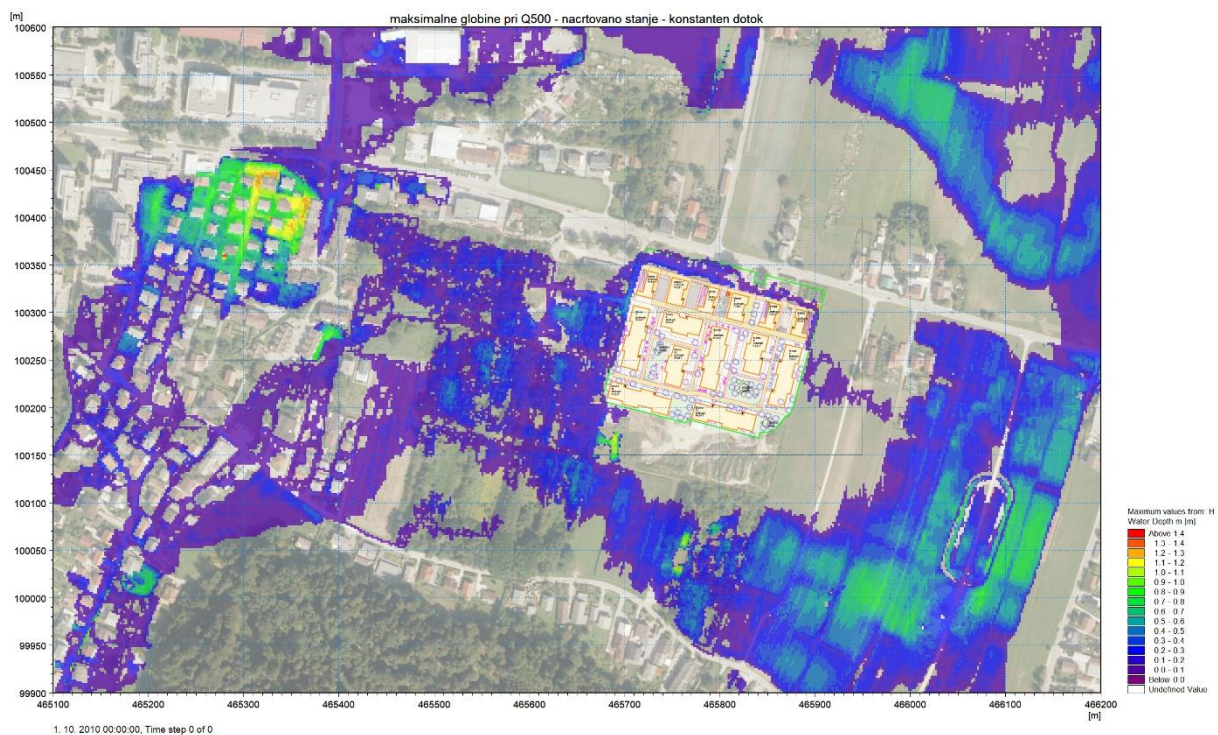 maksimalne globine pri Q500 - nacrtovano stanje - konstanten dotok
[m]
100600
100550
100500
100450
100400
100350
100300
100250
100200
100150
100100
100050
100000
99950
99900
465100 465200 465300 465400 465500 465600 465700 465800 465900 466000 466100 466200
[m]
Maximum values from: H
Water Depth m [m]
Above 1.4
1.3 - 1.4
1.2 - 1.3
1.1 - 1.2
1.0 - 1.1
0.9 - 1.0
0.8 - 0.9
0.7 - 0.8
0.6 - 0.7
0.5 - 0.6
0.4 - 0.5
0.3 - 0.4
0.2 - 0.3
0.1 - 0.2
0.0 - 0.1
Below 0.0
Undefined Value
1. 10. 2010 00:00:00, Time step 0 of 0